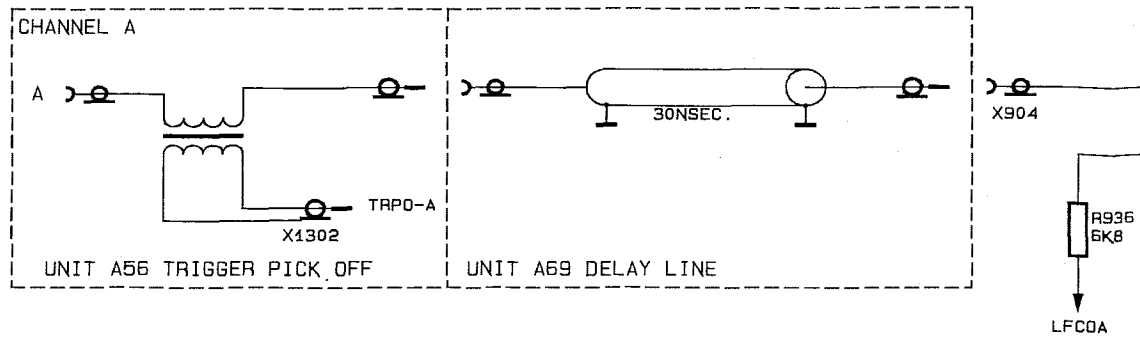 CHANNEL A
A
TRPO-A
X1302
UNIT A56 TRIGGER PICK OFF
30NSEC.
UNIT A69 DELAY LINE
X904
R936
6K8
LFCOA